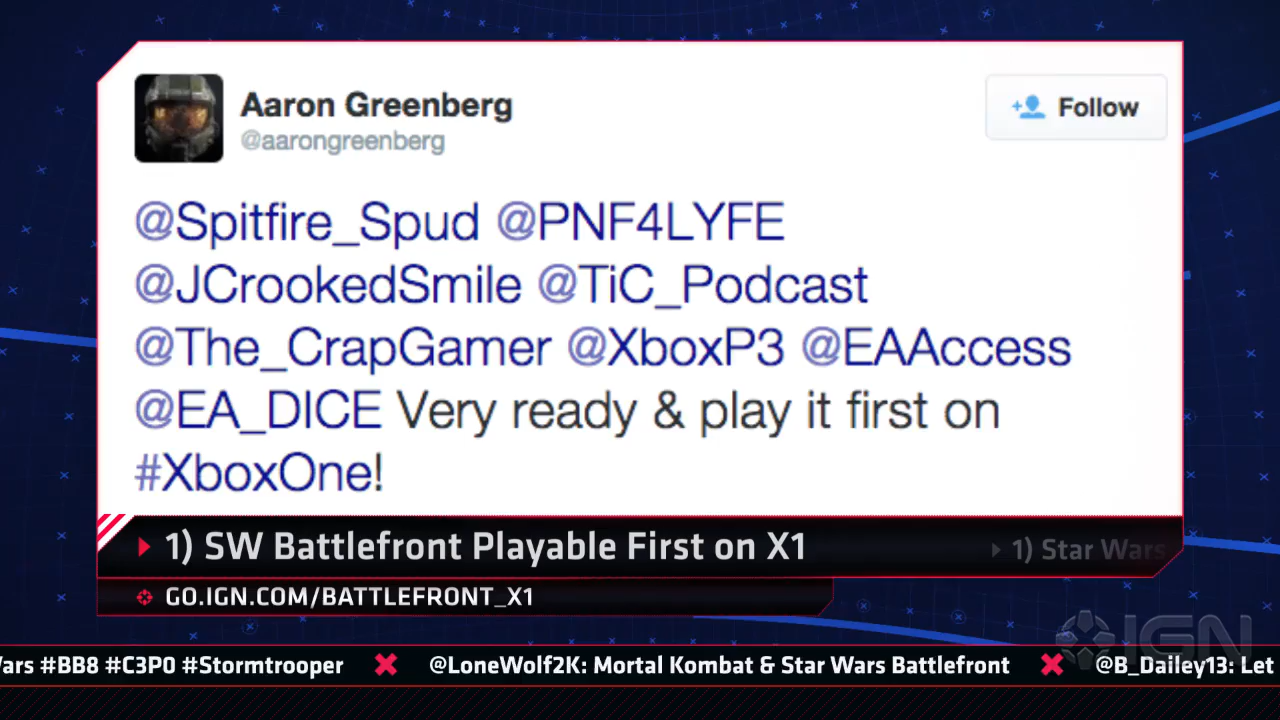 Aaron Greenberg
@aarongreenberg
Follow
@Spitfire_Spud @PNF4LYFE
@JCrookedSmile @TiC_Podcast
@The_CrapGamer @XboxP3 @EAAccess
@EA_DICE Very ready & play it first on
#XboxOne!
1) SW Battlefront Playable First on X1
1) Star Wars
GO.IGN.COM/BATTLEFRONT_X1
IGN
Wars #BB8 #C3P0 #Stormtrooper @LoneWolf2K: Mortal Kombat & Star Wars Battlefront @B_Dailey13: Let